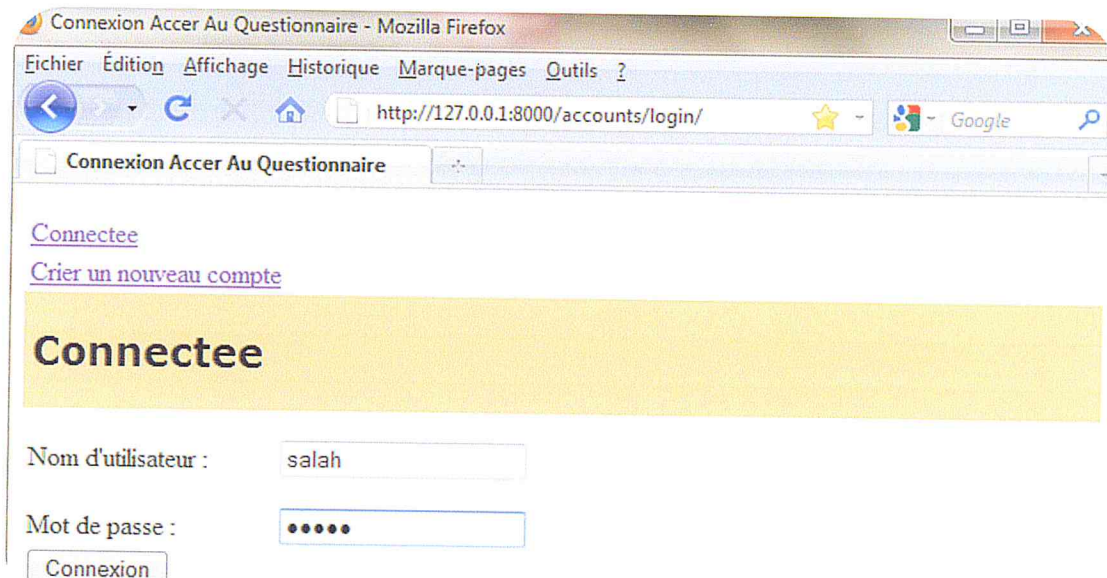 Connexion Accer Au Questionnaire - Mozilla Firefox
Fichier Édition Affichage Historique Marque-pages Outils ?
http://127.0.0.1:8000/accounts/login/ Google
Connexion Accer Au Questionnaire
Connectee
Crier un nouveau compte
Connectee
Nom d'utilisateur : salah
Mot de passe : •••••
Connexion